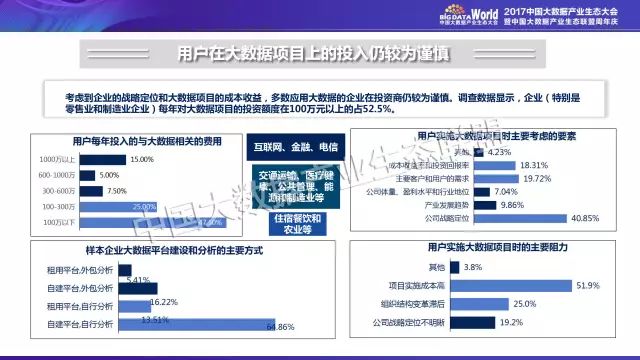 BIGDATA World
中国大数据产业生态大会
2017中国大数据产业生态大会
暨中国大数据产业生态联盟周年庆
用户在大数据项目上的投入仍较为谨慎
考虑到企业的战略定位和大数据项目的成本收益,多数应用大数据的企业在投资商仍较为谨慎。调查数据显示,企业(特别是
零售业和制造业企业)每年对大数据项目的投资额度在100万元以上的占52.5%。
用户每年投入的与大数据相关的费用
1000万以上 15.00%
600-1000万 5.00%
300-600万 7.50%
100-300万 25.00%
100万以下 47.50%
互联网、金融、电信
交通运输、医疗健
康、公共管理、能
源和制造业等
住宿餐饮和
农业等
用户实施大数据项目时主要考虑的要素
其他 4.23%
成本收益率和投资回报率 18.31%
主要客户和用户的需求 19.72%
公司体量、盈利水平和行业地位 7.04%
产业发展趋势 9.86%
公司战略定位 40.85%
样本企业大数据平台建设和分析的主要方式
租用平台,外包分析 5.41%
自建平台,外包分析 16.22%
租用平台,自行分析 13.51%
自建平台,自行分析 64.86%
用户实施大数据项目时的主要阻力
其他 3.8%
项目实施成本高 51.9%
组织结构变革滞后 25.0%
公司战略定位不明晰 19.2%
中国大数据产业生态联盟